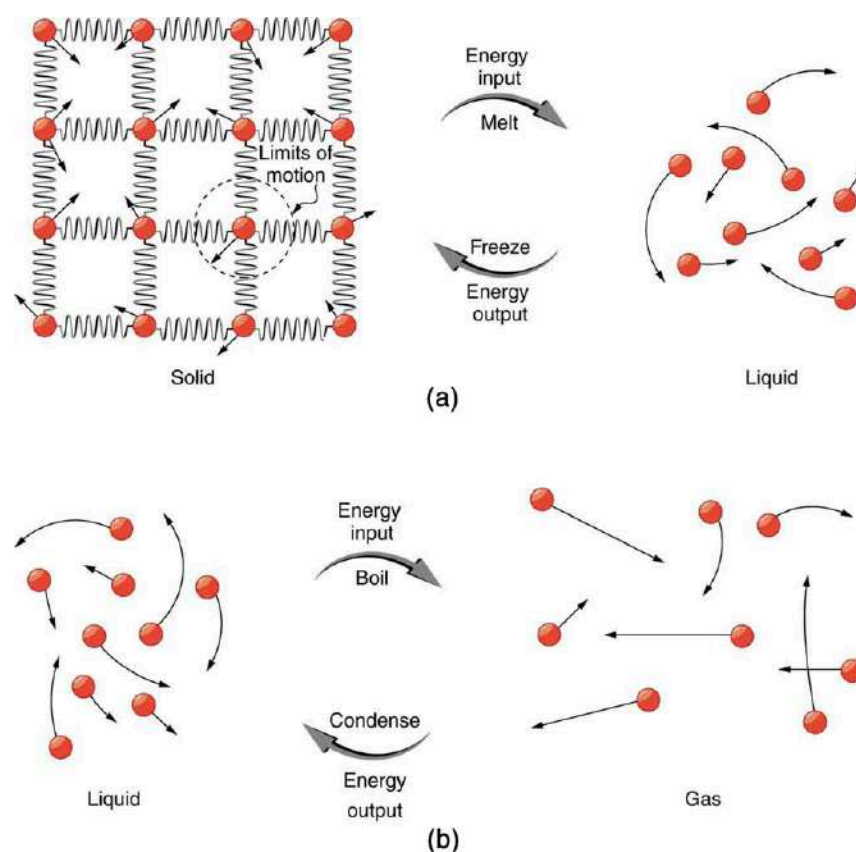 Energy
input
Melt
Limits of
motion
Freeze
Energy
output
Solid
Liquid
(a)
Energy
input
Boil
Condense
Energy
output
Liquid
Gas
(b)